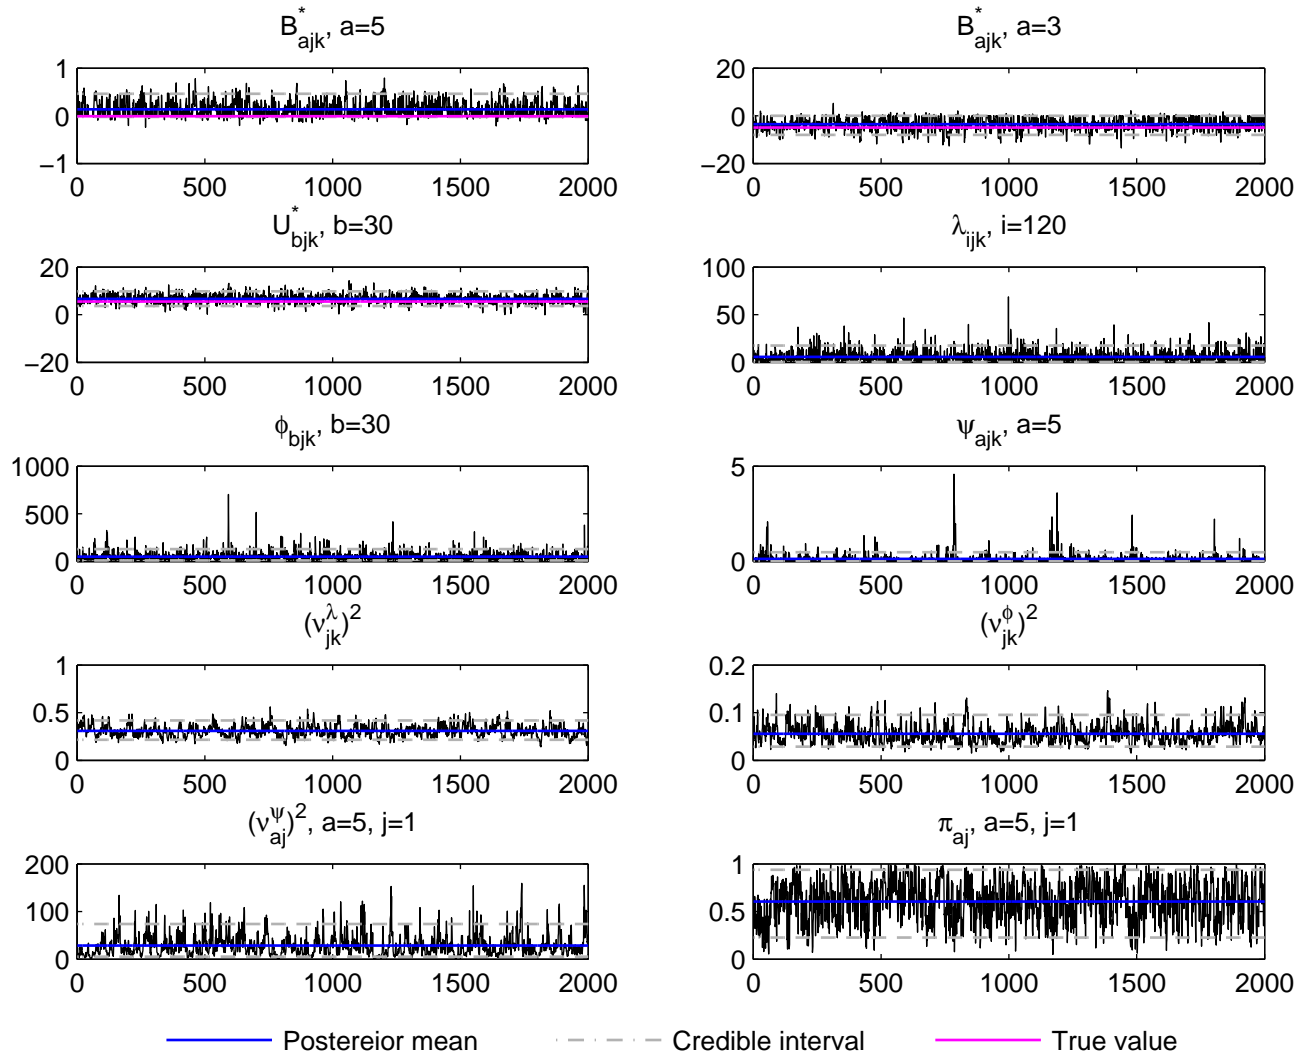 B*ajk, a=5
B*ajk, a=3
1
0
−1
0 500 1000 1500 2000
20
0
−20
0 500 1000 1500 2000
U*bjk, b=30
λijk, i=120
20
0
−20
0 500 1000 1500 2000
100
50
0
0 500 1000 1500 2000
ϕbjk, b=30
ψajk, a=5
1000
500
0
0 500 1000 1500 2000
5
0
0 500 1000 1500 2000
(νλjk)2
(νϕjk)2
1
0.5
0
0 500 1000 1500 2000
0.2
0.1
0
0 500 1000 1500 2000
(νψaj)2, a=5, j=1
πaj, a=5, j=1
200
100
0
0 500 1000 1500 2000
1
0.5
0
0 500 1000 1500 2000
Postereior mean Credible interval True value